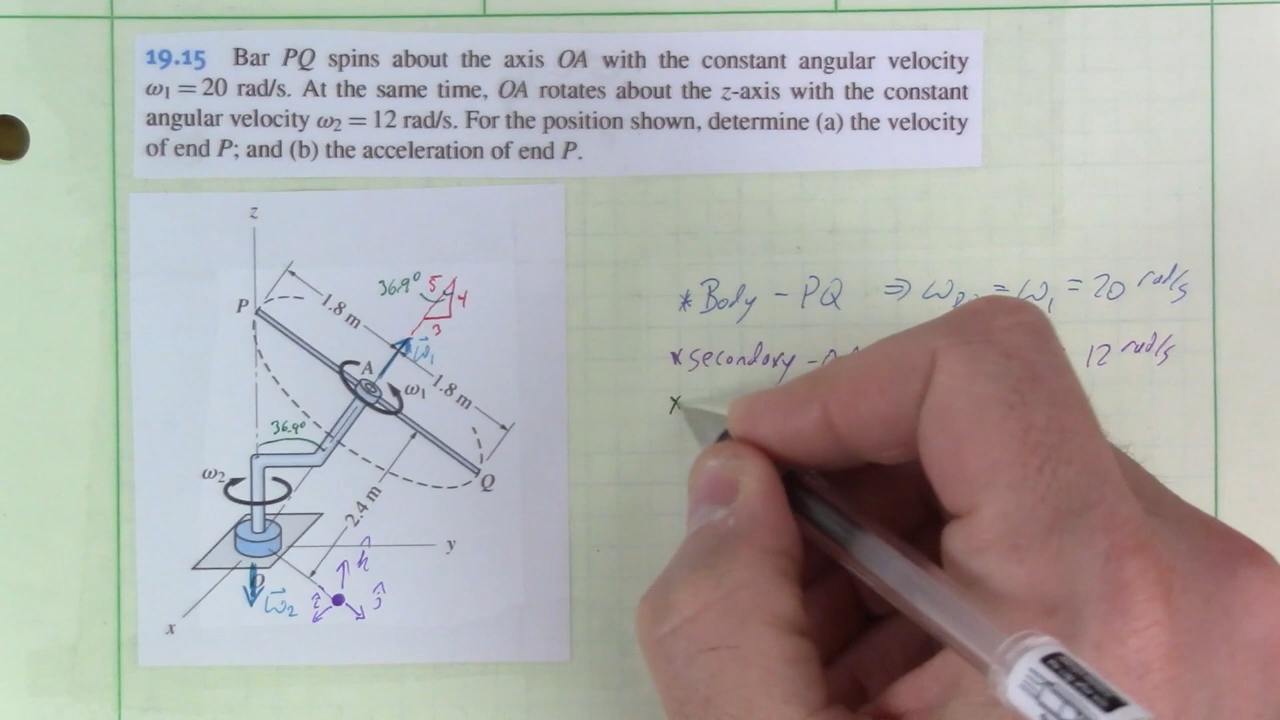 19.15 Bar PQ spins about the axis OA with the constant angular velocity
ω₁ = 20 rad/s. At the same time, OA rotates about the z-axis with the constant
angular velocity ω₂ = 12 rad/s. For the position shown, determine (a) the velocity
of end P; and (b) the acceleration of end P.
z
36.9° 5 4
3
P
1.8 m
ω⃗₁
A
ω₁
1.8 m
36.9°
ω₂
Q
2.4 m
y
k̂
ω⃗₂
î
ĵ
x
*Body - PQ ⇒ = ω₁ = 20 rad/s
*secondary - 12 rad/s
*